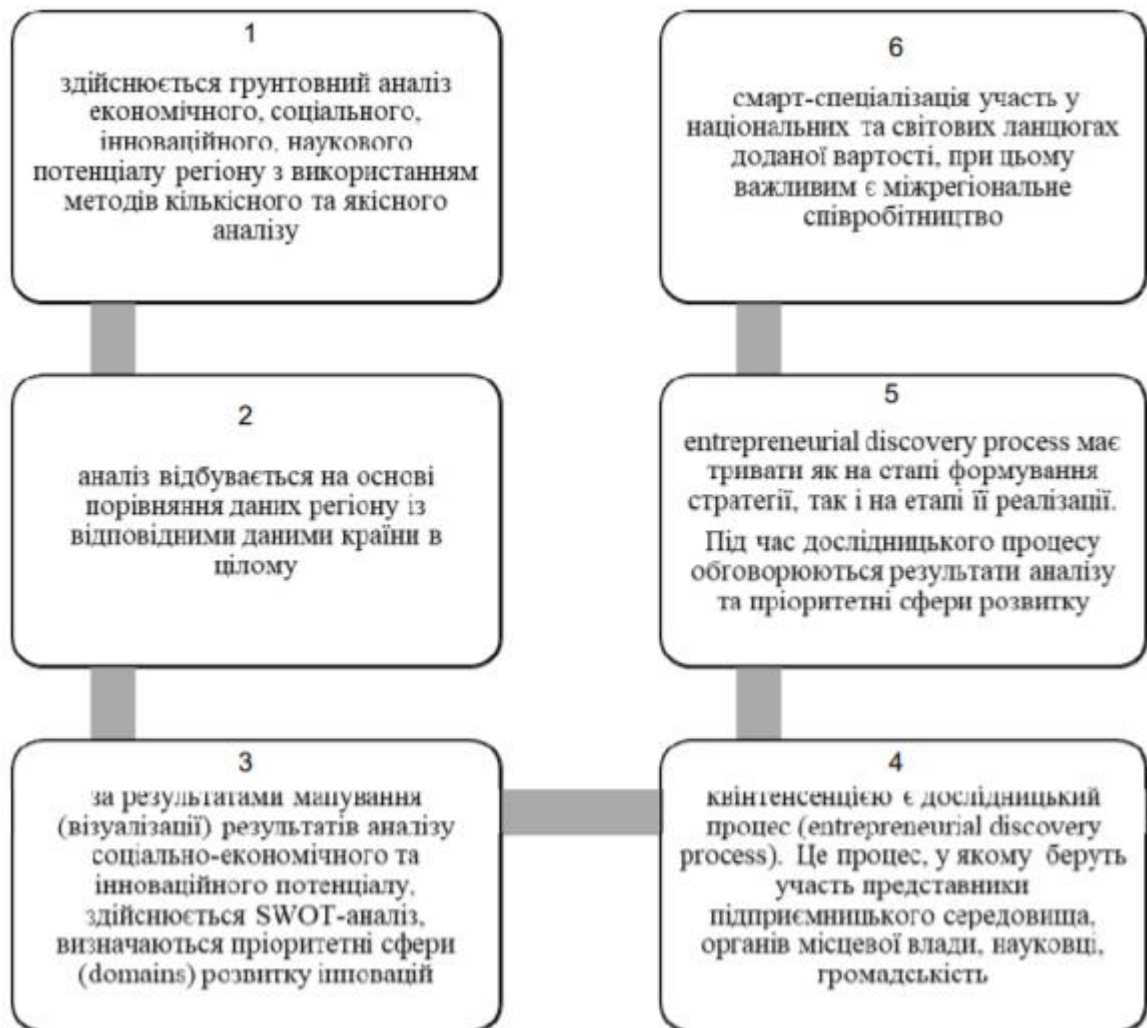 1
здійснюється грунтовний аналіз
економічного, соціального,
інноваційного, наукового
потенціалу регіону з використанням
методів кількісного та якісного
аналізу
2
аналіз відбувається на основі
порівняння даних регіону із
відповідними даними країни в
цілому
3
за результатами мапування
(візуалізації) результатів аналізу
соціально-економічного та
інноваційного потенціалу,
здійснюється SWOT-аналіз,
визначаються пріоритетні сфери
(domains) розвитку інновацій
4
квінтенсенцією є дослідницький
процес (entrepreneurial discovery
process). Це процес, у якому беруть
участь представники
підприємницького середовища,
органів місцевої влади, науковці,
громадськість
5
entrepreneurial discovery process має
тривати як на стапі формування
стратегії, так і на етапі її реалізації.
Під час дослідницького процесу
обговорюються результати аналізу
та пріоритетні сфери розвитку
6
смарт-спеціалізація участь у
національних та світових ланцюгах
доданої вартості, при цьому
важливим є міжрегіональне
співробітництво